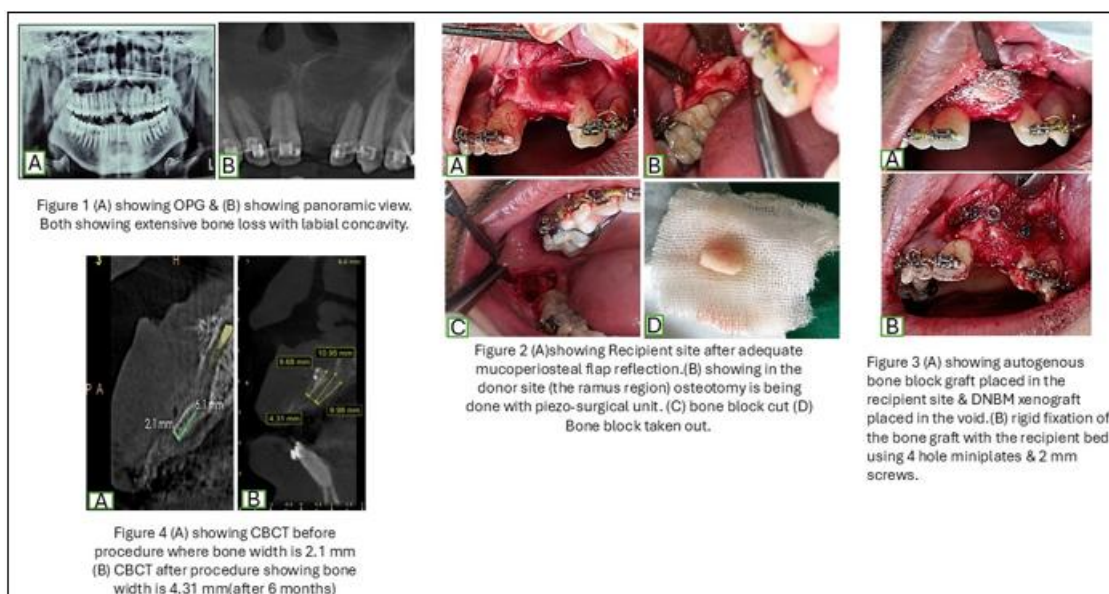 A
B
Figure 1 (A) showing OPG & (B) showing panoramic view.
Both showing extensive bone loss with labial concavity.
A
B
C
D
Figure 2 (A)showing Recipient site after adequate
mucoperiosteal flap reflection.(B) showing in the
donor site (the ramus region) osteotomy is being
done with piezo-surgical unit. (C) bone block cut (D)
Bone block taken out.
A
B
Figure 3 (A) showing autogenous
bone block graft placed in the
recipient site & DNBM xenograft
placed in the void.(B) rigid fixation of
the bone graft with the recipient bed
using 4 hole miniplates & 2 mm
screws.
H
P A
6.1mm
2.1mm
A
10.95 mm
9.98 mm
4.31 mm
B
Figure 4 (A) showing CBCT before
procedure where bone width is 2.1 mm
(B) CBCT after procedure showing bone
width is 4.31 mm(after 6 months)